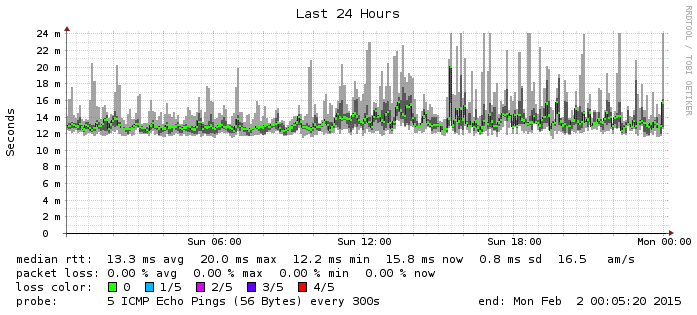 Last 24 Hours
RRDTOOL / TOBI OETIKER
Seconds
24 m
22 m
20 m
18 m
16 m
14 m
12 m
10 m
8 m
6 m
4 m
2 m
0
Sun 06:00 Sun 12:00 Sun 18:00 Mon 00:00
median rtt: 13.3 ms avg 20.0 ms max 12.2 ms min 15.8 ms now 0.8 ms sd 16.5 am/s
packet loss: 0.00 % avg 0.00 % max 0.00 % min 0.00 % now
loss color: 0 1/5 2/5 3/5 4/5
probe: 5 ICMP Echo Pings (56 Bytes) every 300s end: Mon Feb 2 00:05:20 2015